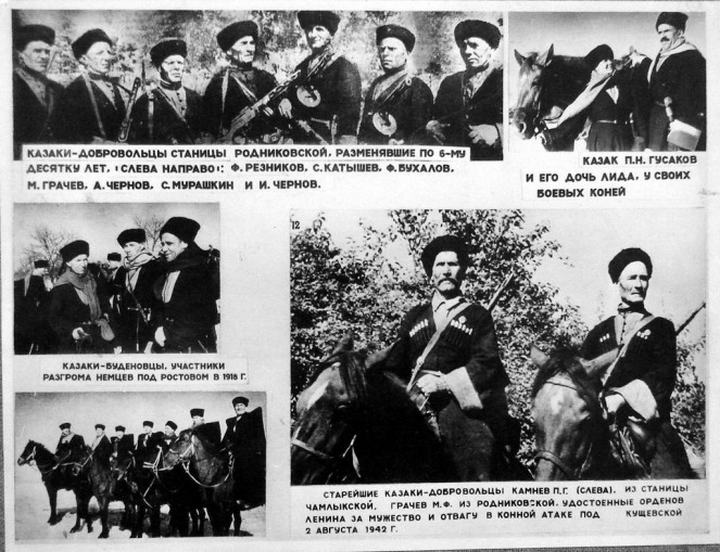 КАЗАКИ-ДОБРОВОЛЬЦЫ СТАНИЦЫ РОДНИКОВСКОЙ, РАЗМЕНЯВШИЕ ПО 6-МУ
ДЕСЯТКУ ЛЕТ, (СЛЕВА НАПРАВО): Ф. РЕЗНИКОВ, С. КАТЫШЕВ, Ф. БУХАЛОВ,
М. ГРАЧЕВ, А. ЧЕРНОВ, С. МУРАШКИН И И. ЧЕРНОВ.
КАЗАК П.Н. ГУСАКОВ
И ЕГО ДОЧЬ ЛИДА, У СВОИХ
БОЕВЫХ КОНЕЙ
КАЗАКИ-БУДЕНОВЦЫ, УЧАСТНИКИ
РАЗГРОМА НЕМЦЕВ ПОД РОСТОВОМ В 1918 Г.
12
СТАРЕЙШИЕ КАЗАКИ-ДОБРОВОЛЬЦЫ КАМНЕВ П.Г. (СЛЕВА), ИЗ СТАНИЦЫ
ЧАМЛЫКСКОЙ, ГРАЧЕВ М.Ф. ИЗ РОДНИКОВСКОЙ, УДОСТОЕННЫЕ ОРДЕНОВ
ЛЕНИНА ЗА МУЖЕСТВО И ОТВАГУ В КОННОЙ АТАКЕ ПОД КУЩЕВСКОЙ
2 АВГУСТА 1942 Г.